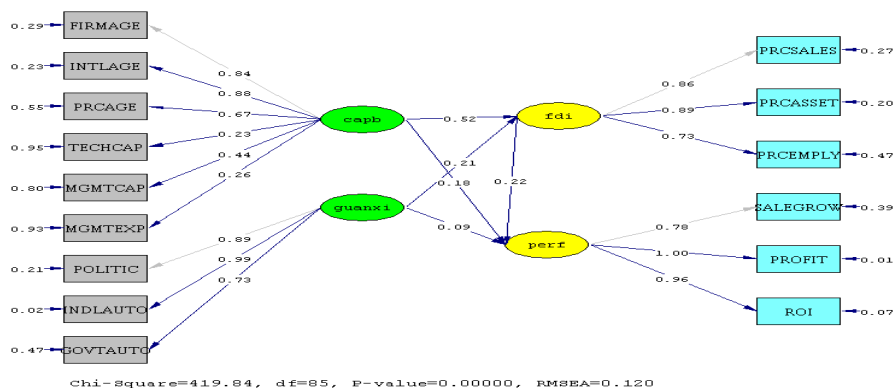 0.29 FIRMAGE
0.23 INTLAGE
0.55 PRCAGE
0.95 TECHCAP
0.80 MGMTCAP
0.93 MGMTEXP
0.21 POLITIC
0.02 INDLAUTO
0.47 GOVTAUTO
0.84
0.88
0.67
0.23
0.44
0.26
0.89
0.99
0.73
capb
guanxi
0.52
0.21
0.18
0.22
0.09
fdi
perf
0.86
0.89
0.73
0.78
1.00
0.96
PRCSALES 0.27
PRCASSET 0.20
PRCEMPLY 0.47
SALEGROW 0.39
PROFIT 0.01
ROI 0.07
Chi-Square=419.84, df=85, P-value=0.00000, RMSEA=0.120